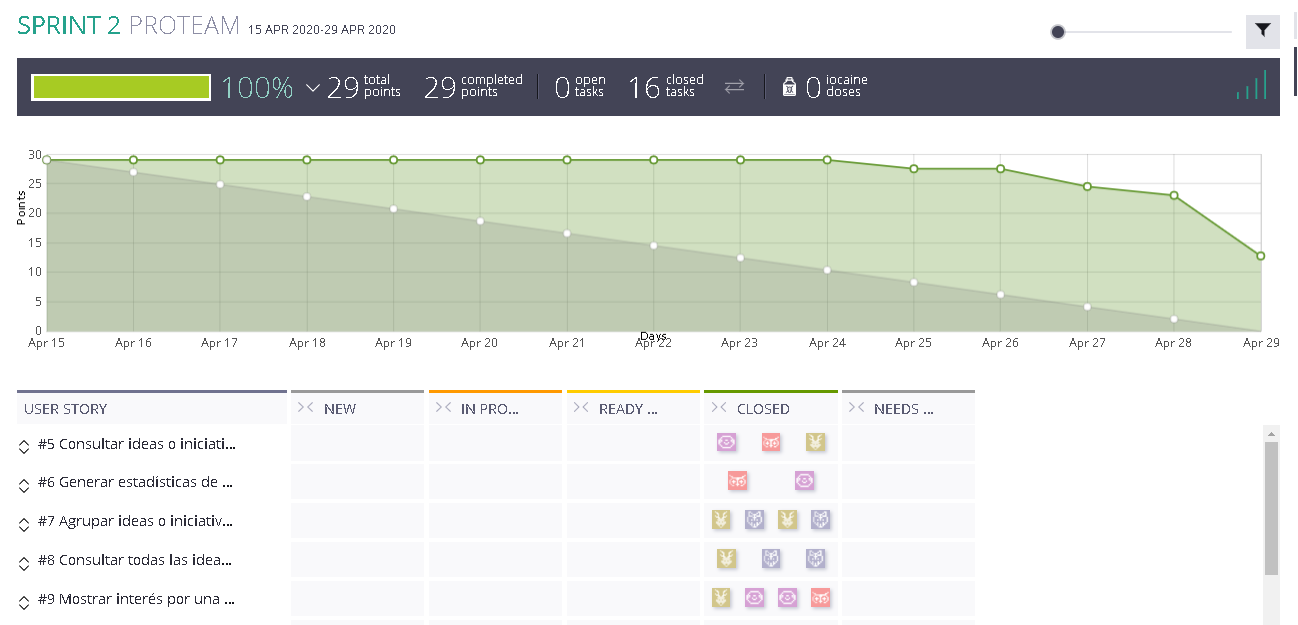 SPRINT 2 PROTEAM 15 APR 2020-29 APR 2020
100% 29 total points 29 completed points 0 open tasks 16 closed tasks 0 iocaine doses
30
25
20
15
10
5
0
Points
Apr 15 Apr 16 Apr 17 Apr 18 Apr 19 Apr 20 Apr 21 Apr 22 Apr 23 Apr 24 Apr 25 Apr 26 Apr 27 Apr 28 Apr 29
Days
USER STORY NEW IN PRO... READY ... CLOSED NEEDS ...
#5 Consultar ideas o iniciati...
#6 Generar estadísticas de ...
#7 Agrupar ideas o iniciativ...
#8 Consultar todas las idea...
#9 Mostrar interés por una ...